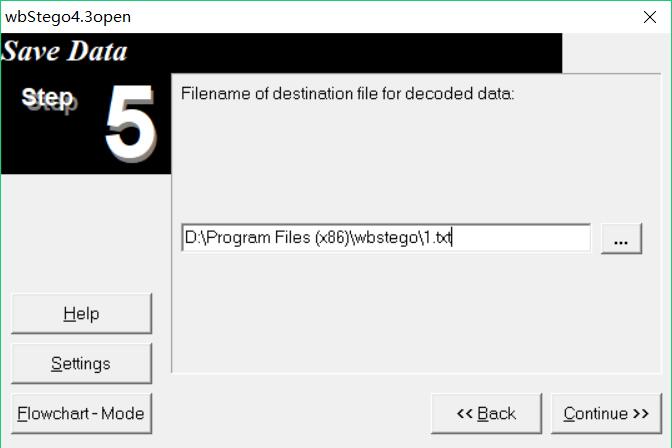 wbStego4.3open
Save Data
Step 5
Filename of destination file for decoded data:
D:\Program Files (x86)\wbstego\1.txt
...
Help
Settings
Flowchart - Mode
<< Back
Continue >>